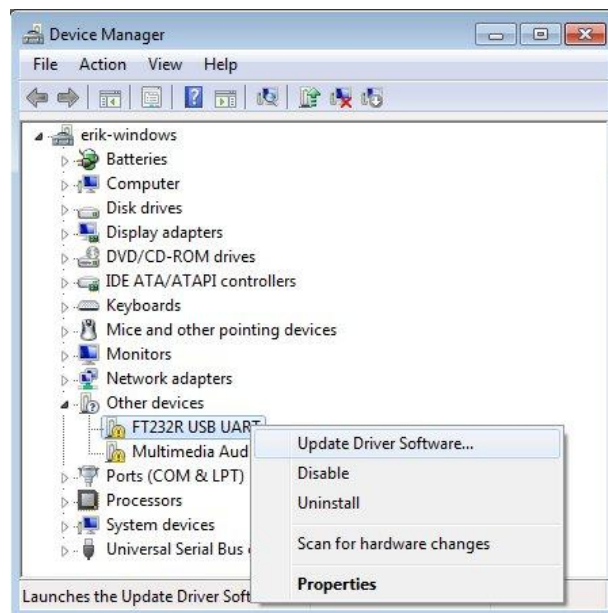 Device Manager
File Action View Help
erik-windows
Batteries
Computer
Disk drives
Display adapters
DVD/CD-ROM drives
IDE ATA/ATAPI controllers
Keyboards
Mice and other pointing devices
Monitors
Network adapters
Other devices
FT232R USB UART
Multimedia Aud
Ports (COM & LPT)
Processors
System devices
Universal Serial Bus
Update Driver Software...
Disable
Uninstall
Scan for hardware changes
Properties
Launches the Update Driver Soft